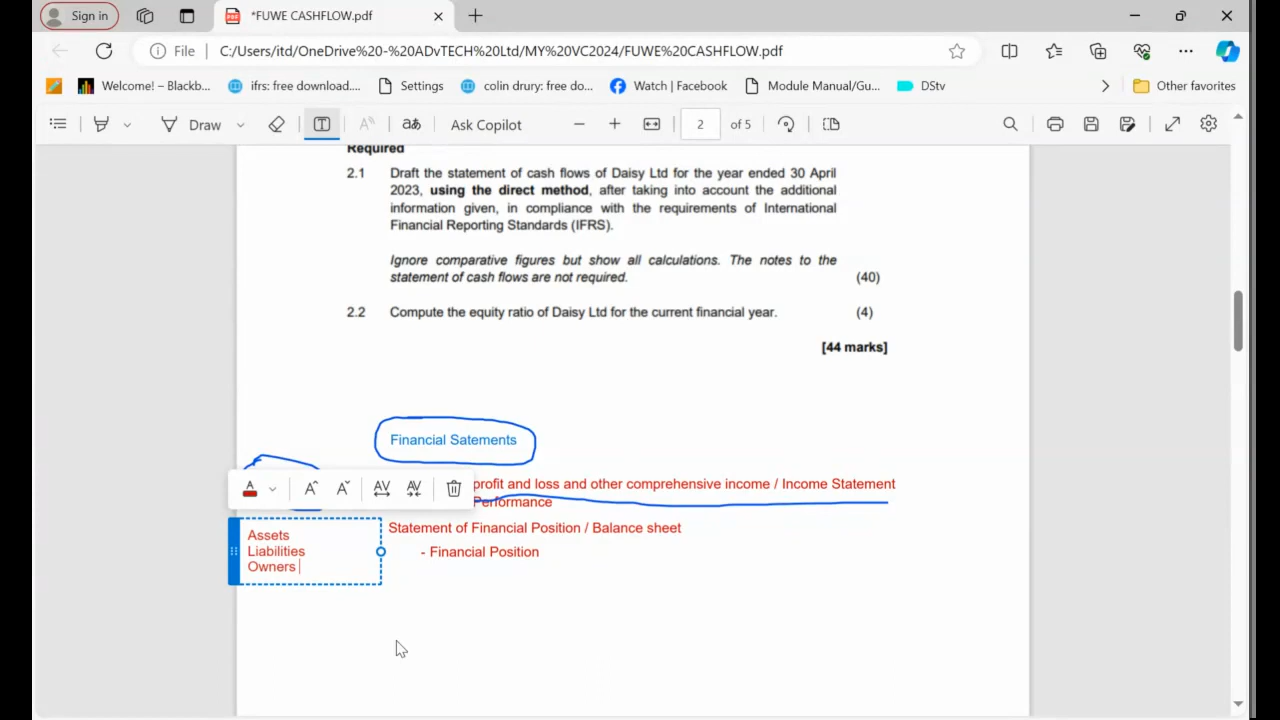 Sign in
*FUWE CASHFLOW.pdf
File
C:/Users/itd/OneDrive%20-%20ADvTECH%20Ltd/MY%20VC2024/FUWE%20CASHFLOW.pdf
Welcome! – Blackb...
ifrs: free download....
Settings
colin drury: free do...
Watch | Facebook
Module Manual/Gu...
DStv
Other favorites
Draw
Ask Copilot
2 of 5
Required
2.1 Draft the statement of cash flows of Daisy Ltd for the year ended 30 April
2023, using the direct method, after taking into account the additional
information given, in compliance with the requirements of International
Financial Reporting Standards (IFRS).
Ignore comparative figures but show all calculations. The notes to the
statement of cash flows are not required. (40)
2.2 Compute the equity ratio of Daisy Ltd for the current financial year. (4)
[44 marks]
Financial Satements
profit and loss and other comprehensive income / Income Statement
Performance
Statement of Financial Position / Balance sheet
- Financial Position
Assets
Liabilities
Owners